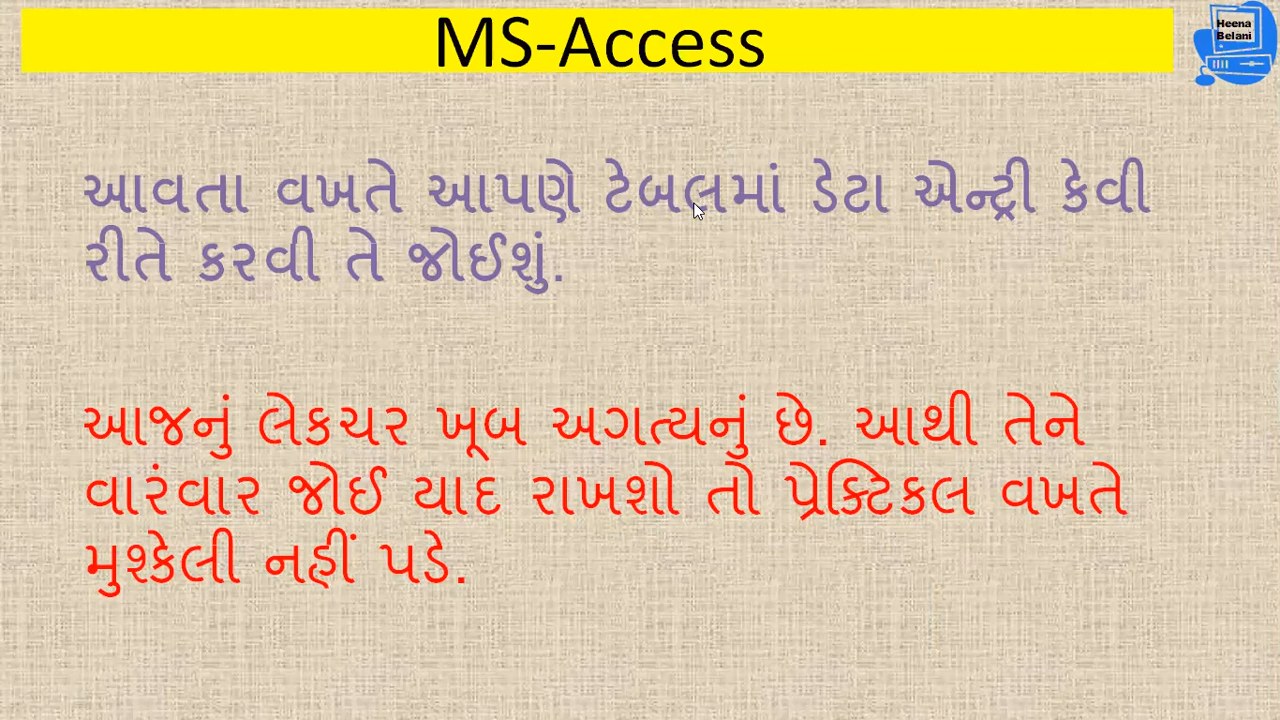 MS-Access
Heena
Belani
આવતા વખતે આપણે ટેબલમાં ડેટા એન્ટ્રી કેવી
રીતે કરવી તે જોઈશું.
આજનું લેકચર ખૂબ અગત્યનું છે. આથી તેને
વારંવાર જોઈ યાદ રાખશો તો પ્રેક્ટિકલ વખતે
મુશ્કેલી નહીં પડે.